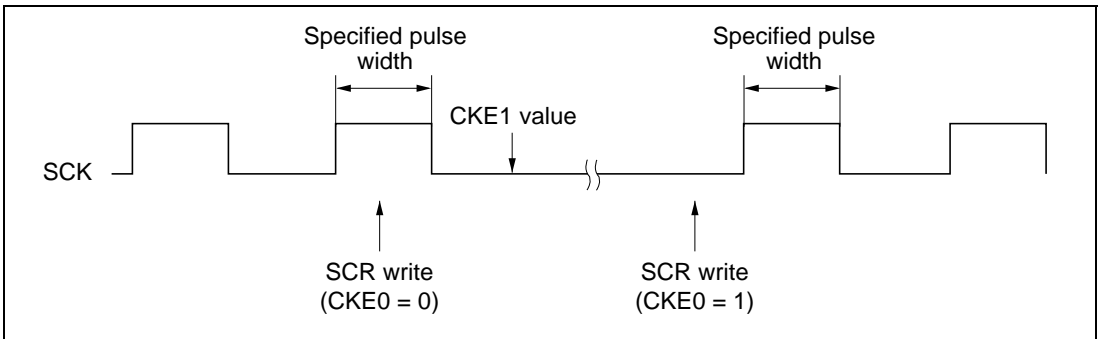 Specified pulse
width
Specified pulse
width
CKE1 value
SCK
SCR write
(CKE0 = 0)
SCR write
(CKE0 = 1)